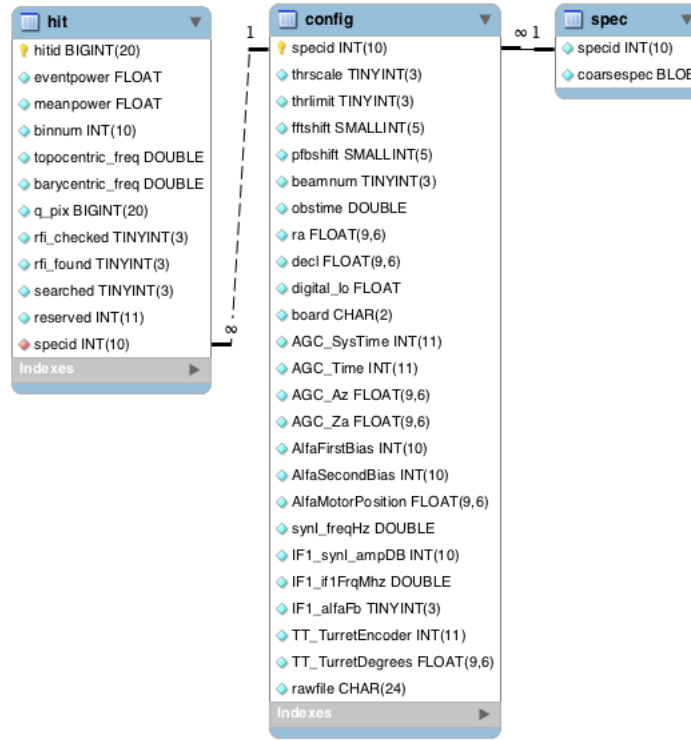 hit
hitid BIGINT(20)
eventpower FLOAT
meanpower FLOAT
binnum INT(10)
topocentric_freq DOUBLE
barycentric_freq DOUBLE
q_pix BIGINT(20)
rfi_checked TINYINT(3)
rfi_found TINYINT(3)
searched TINYINT(3)
reserved INT(11)
specid INT(10)
Indexes
1
∞
config
specid INT(10)
thrscale TINYINT(3)
thrlimit TINYINT(3)
fftshift SMALLINT(5)
pfbshift SMALLINT(5)
beamnum TINYINT(3)
obstime DOUBLE
ra FLOAT(9,6)
decl FLOAT(9,6)
digital_lo FLOAT
board CHAR(2)
AGC_SysTime INT(11)
AGC_Time INT(11)
AGC_Az FLOAT(9,6)
AGC_Za FLOAT(9,6)
AlfaFirstBias INT(10)
AlfaSecondBias INT(10)
AlfaMotorPosition FLOAT(9,6)
synI_freqHz DOUBLE
IF1_synI_ampDB INT(10)
IF1_if1FrqMhz DOUBLE
IF1_alfaFb TINYINT(3)
TT_TurretEncoder INT(11)
TT_TurretDegrees FLOAT(9,6)
rawfile CHAR(24)
Indexes
∞ 1
spec
specid INT(10)
coarsespec BLOB